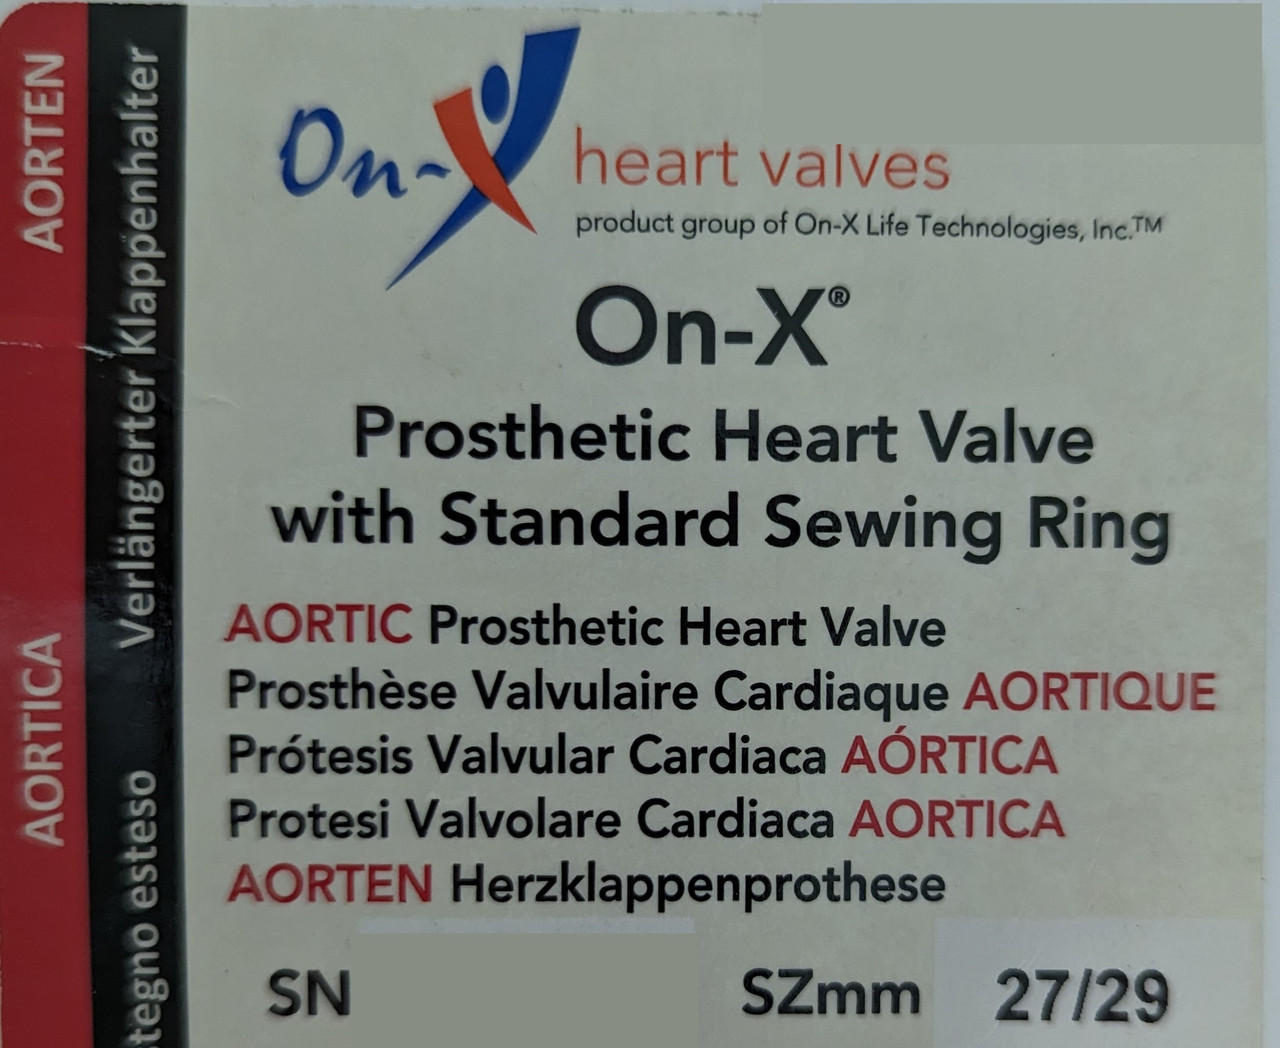 AORTEN
AORTICA
Verlängerter Klappenhalter
stegno esteso
On-X heart valves
product group of On-X Life Technologies, Inc.™
On-X®
Prosthetic Heart Valve
with Standard Sewing Ring
AORTIC Prosthetic Heart Valve
Prosthèse Valvulaire Cardiaque AORTIQUE
Prótesis Valvular Cardiaca AÓRTICA
Protesi Valvolare Cardiaca AORTICA
AORTEN Herzklappenprothese
SN
SZmm 27/29